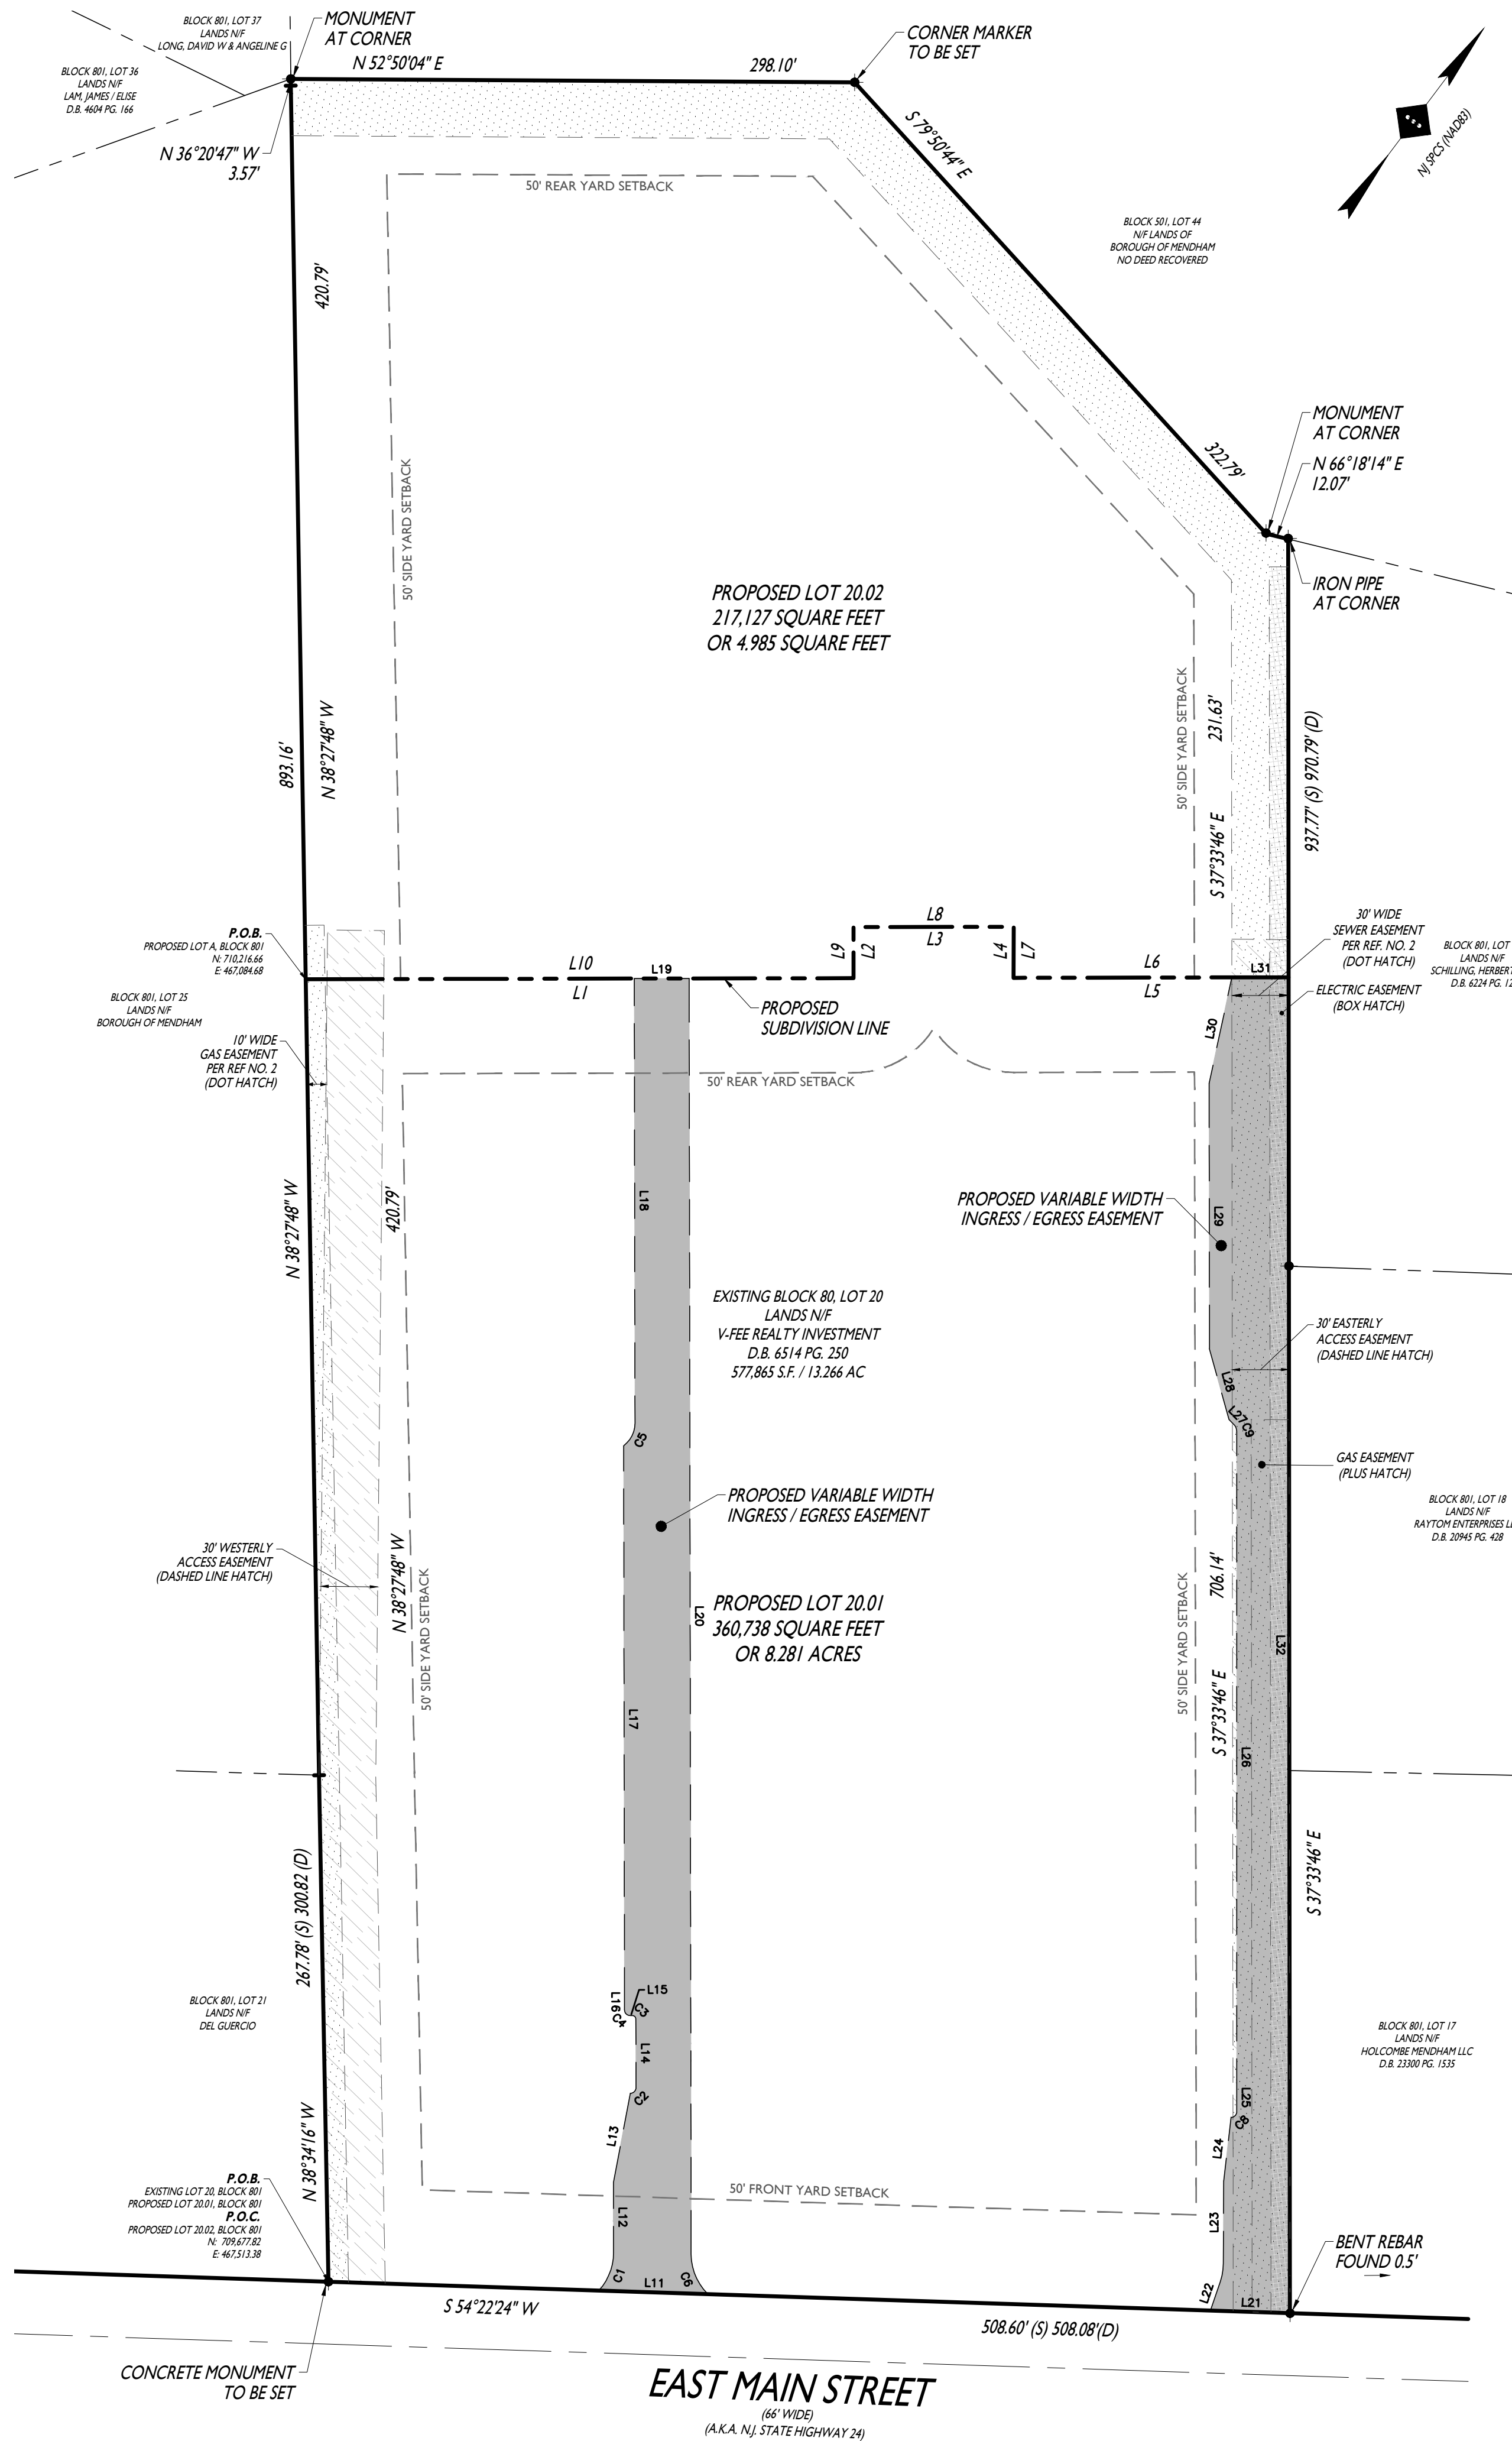 BLOCK 801, LOT 37
LANDS N/F
LONG, DAVID W & ANGELINE G
MONUMENT
AT CORNER
N 52°50'04" E
298.10'
CORNER MARKER
TO BE SET
BLOCK 801, LOT 36
LANDS N/F
LAM, JAMES / ELISE
D.B. 4604 PG. 166
N 36°20'47" W
3.57'
S 79°50'44" E
322.79'
NJ SPCS (NAD83)
50' REAR YARD SETBACK
BLOCK 501, LOT 44
N/F LANDS OF
BOROUGH OF MENDHAM
NO DEED RECOVERED
420.79'
50' SIDE YARD SETBACK
MONUMENT
AT CORNER
N 66°18'14" E
12.07'
IRON PIPE
AT CORNER
PROPOSED LOT 20.02
217,127 SQUARE FEET
OR 4.985 SQUARE FEET
893.16'
N 38°27'48" W
50' SIDE YARD SETBACK
231.63'
S 37°33'46" E
937.77' (S) 970.79' (D)
P.O.B.
PROPOSED LOT A, BLOCK 801
N: 710,216.66
E: 467,084.68
L10
L1
L19
L9
L2
L8
L3
L4
L7
L6
L5
L31
30' WIDE
SEWER EASEMENT
PER REF. NO. 2
(DOT HATCH)
BLOCK 801, LOT
LANDS N/F
SCHILLING, HERBERT
D.B. 6224 PG. 12
ELECTRIC EASEMENT
(BOX HATCH)
BLOCK 801, LOT 25
LANDS N/F
BOROUGH OF MENDHAM
PROPOSED
SUBDIVISION LINE
10' WIDE
GAS EASEMENT
PER REF NO. 2
(DOT HATCH)
50' REAR YARD SETBACK
L30
N 38°27'48" W
420.79'
L18
PROPOSED VARIABLE WIDTH
INGRESS / EGRESS EASEMENT
L29
EXISTING BLOCK 80, LOT 20
LANDS N/F
V-FEE REALTY INVESTMENT
D.B. 6514 PG. 250
577,865 S.F. / 13.266 AC
30' EASTERLY
ACCESS EASEMENT
(DASHED LINE HATCH)
L28
L27
C9
C5
GAS EASEMENT
(PLUS HATCH)
PROPOSED VARIABLE WIDTH
INGRESS / EGRESS EASEMENT
BLOCK 801, LOT 18
LANDS N/F
RAYTOM ENTERPRISES L
D.B. 20945 PG. 428
30' WESTERLY
ACCESS EASEMENT
(DASHED LINE HATCH)
N 38°27'48" W
50' SIDE YARD SETBACK
L20
PROPOSED LOT 20.01
360,738 SQUARE FEET
OR 8.281 ACRES
706.14'
50' SIDE YARD SETBACK
S 37°33'46" E
L32
L17
L26
S 37°33'46" E
267.78' (S) 300.82 (D)
L15
L16
C4
C3
L14
C2
L13
BLOCK 801, LOT 21
LANDS N/F
DEL GUERCIO
BLOCK 801, LOT 17
LANDS N/F
HOLCOMBE MENDHAM LLC
D.B. 23300 PG. 1535
L25
C8
L24
N 38°34'16" W
P.O.B.
EXISTING LOT 20, BLOCK 801
PROPOSED LOT 20.01, BLOCK 801
P.O.C.
PROPOSED LOT 20.02, BLOCK 801
N: 709,677.82
E: 467,513.38
50' FRONT YARD SETBACK
L12
L23
BENT REBAR
FOUND 0.5'
C1
L11
C6
L22
L21
S 54°22'24" W
508.60' (S) 508.08'(D)
CONCRETE MONUMENT
TO BE SET
EAST MAIN STREET
(66' WIDE)
(A.K.A. N.J. STATE HIGHWAY 24)